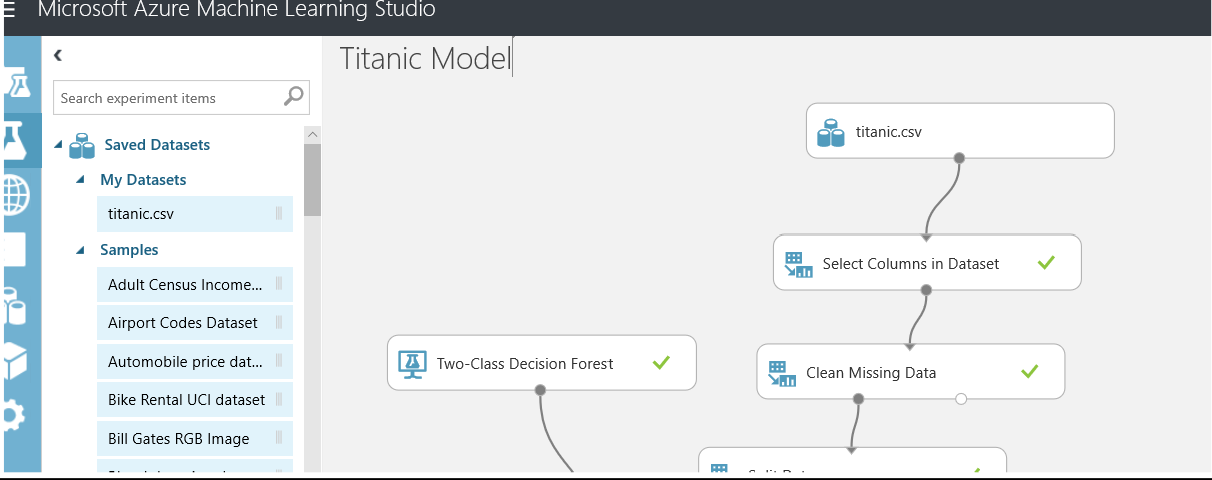 Microsoft Azure Machine Learning Studio
Titanic Model
Search experiment items
Saved Datasets
My Datasets
titanic.csv
Samples
Adult Census Income...
Airport Codes Dataset
Automobile price dat...
Bike Rental UCI dataset
Bill Gates RGB Image
titanic.csv
Select Columns in Dataset
Two-Class Decision Forest
Clean Missing Data
Split Data